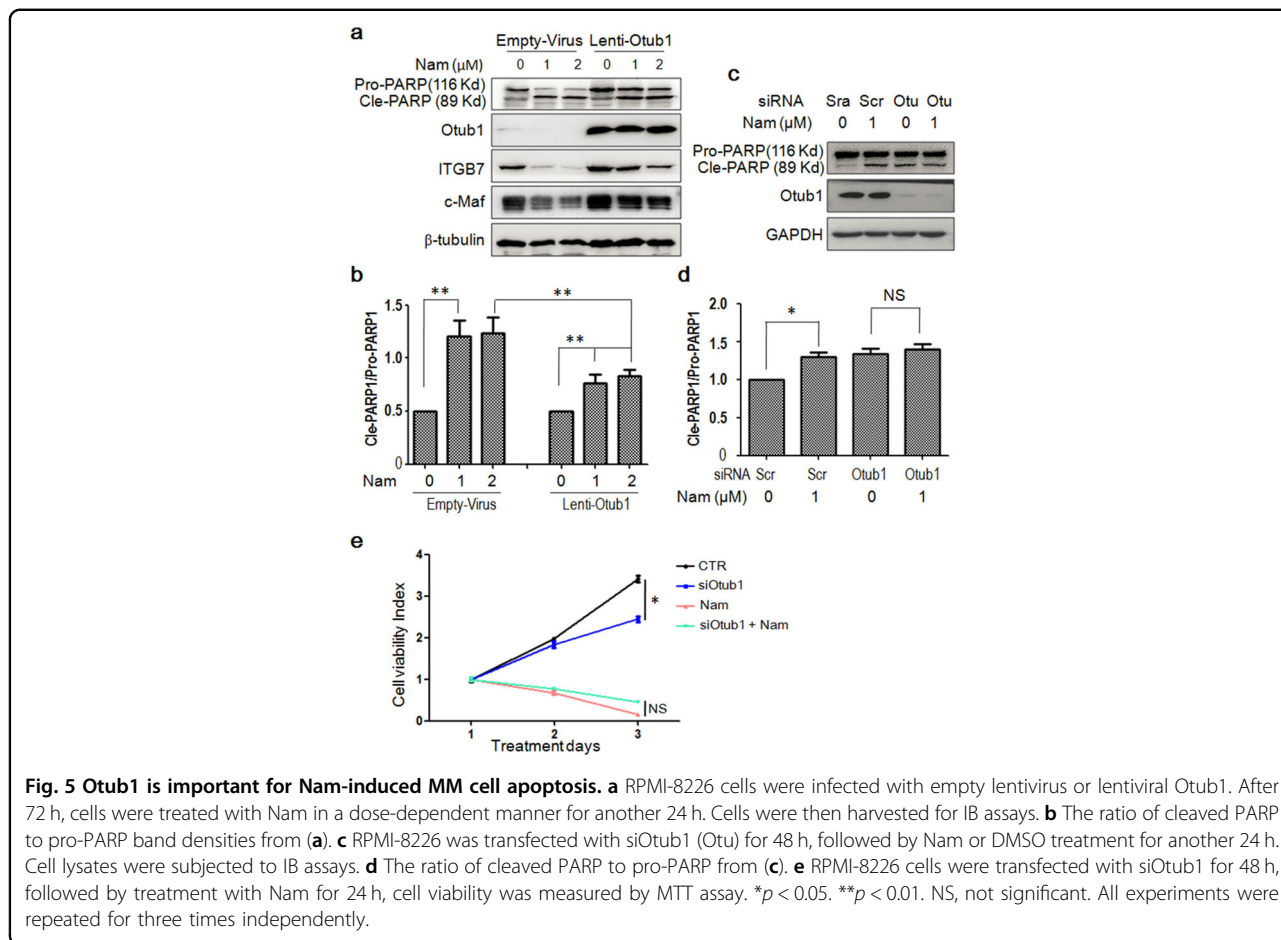 a
Empty-Virus Lenti-Otub1
Nam (μM) 0 1 2 0 1 2
Pro-PARP(116 Kd)
Cle-PARP (89 Kd)
Otub1
ITGB7
c-Maf
β-tubulin
c
siRNA Sra Scr Otu Otu
Nam (μM) 0 1 0 1
Pro-PARP(116 Kd)
Cle-PARP (89 Kd)
Otub1
GAPDH
b
** ** **
Cle-PARP1/Pro-PARP1
1.5
1.0
0.5
0
Nam 0 1 2 0 1 2
Empty-Virus Lenti-Otub1
d
* NS
Cle-PARP1/Pro-PARP1
2.0
1.5
1.0
0.5
0
siRNA Scr Scr Otub1 Otub1
Nam (μM) 0 1 0 1
e
Cell viability Index
4
3
2
1
0
1 2 3
Treatment days
CTR
siOtub1
Nam
siOtub1 + Nam
*
NS
Fig. 5 Otub1 is important for Nam-induced MM cell apoptosis. a RPMI-8226 cells were infected with empty lentivirus or lentiviral Otub1. After
72 h, cells were treated with Nam in a dose-dependent manner for another 24 h. Cells were then harvested for IB assays. b The ratio of cleaved PARP
to pro-PARP band densities from (a). c RPMI-8226 was transfected with siOtub1 (Otu) for 48 h, followed by Nam or DMSO treatment for another 24 h.
Cell lysates were subjected to IB assays. d The ratio of cleaved PARP to pro-PARP from (c). e RPMI-8226 cells were transfected with siOtub1 for 48 h,
followed by treatment with Nam for 24 h, cell viability was measured by MTT assay. *p < 0.05. **p < 0.01. NS, not significant. All experiments were
repeated for three times independently.